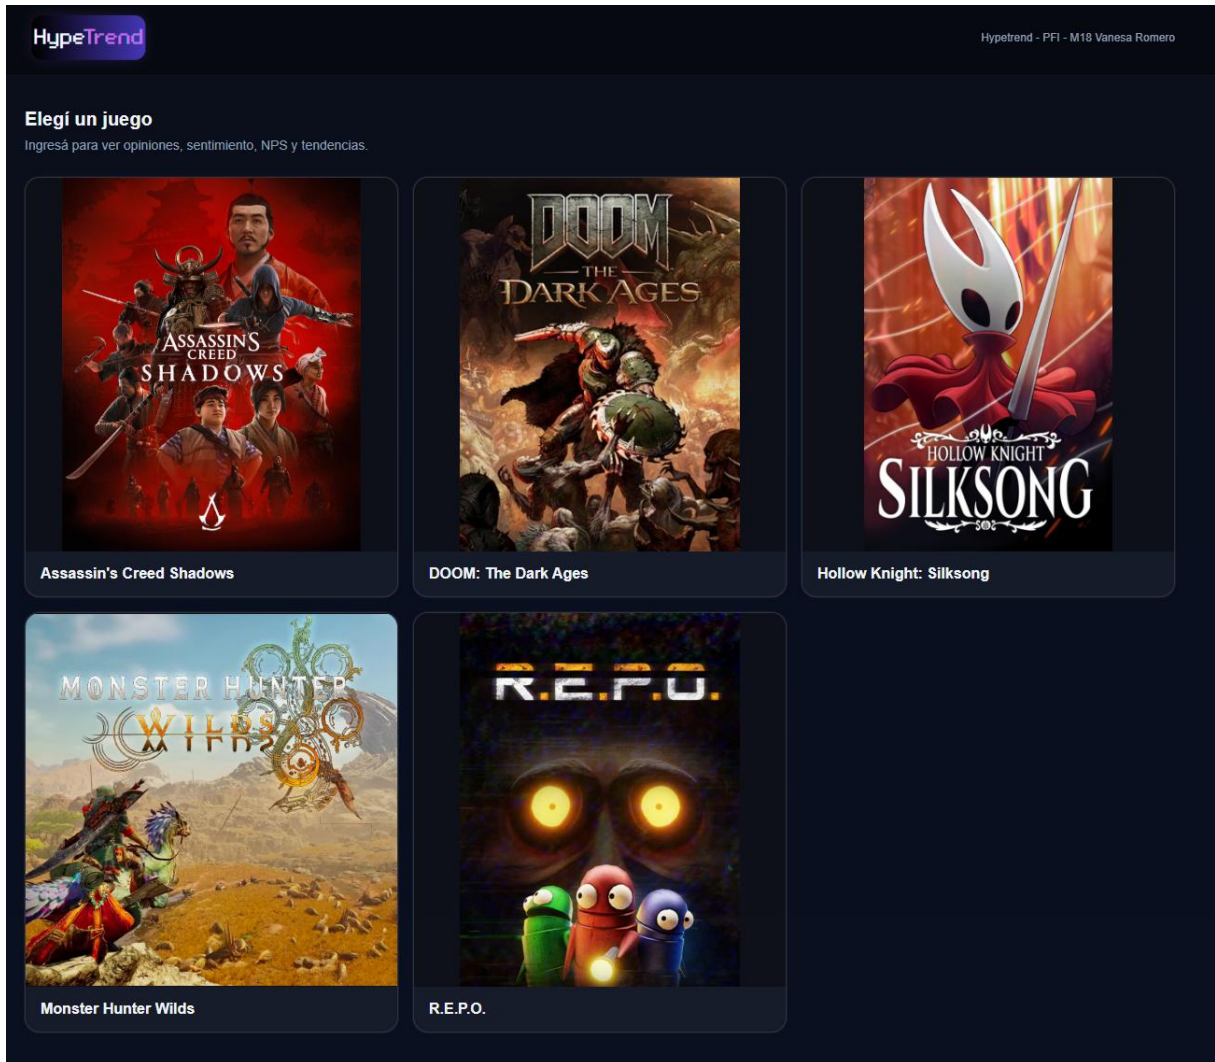 HypeTrend
Hypetrend - PFI - M18 Vanesa Romero
Elegí un juego
Ingresá para ver opiniones, sentimiento, NPS y tendencias.
ASSASSIN'S
CREED
SHADOWS
DOOM
THE
DARK AGES
HOLLOW KNIGHT
SILKSONG
Assassin's Creed Shadows
DOOM: The Dark Ages
Hollow Knight: Silksong
MONSTER HUNTER
WILDS
R.E.P.O.
Monster Hunter Wilds
R.E.P.O.